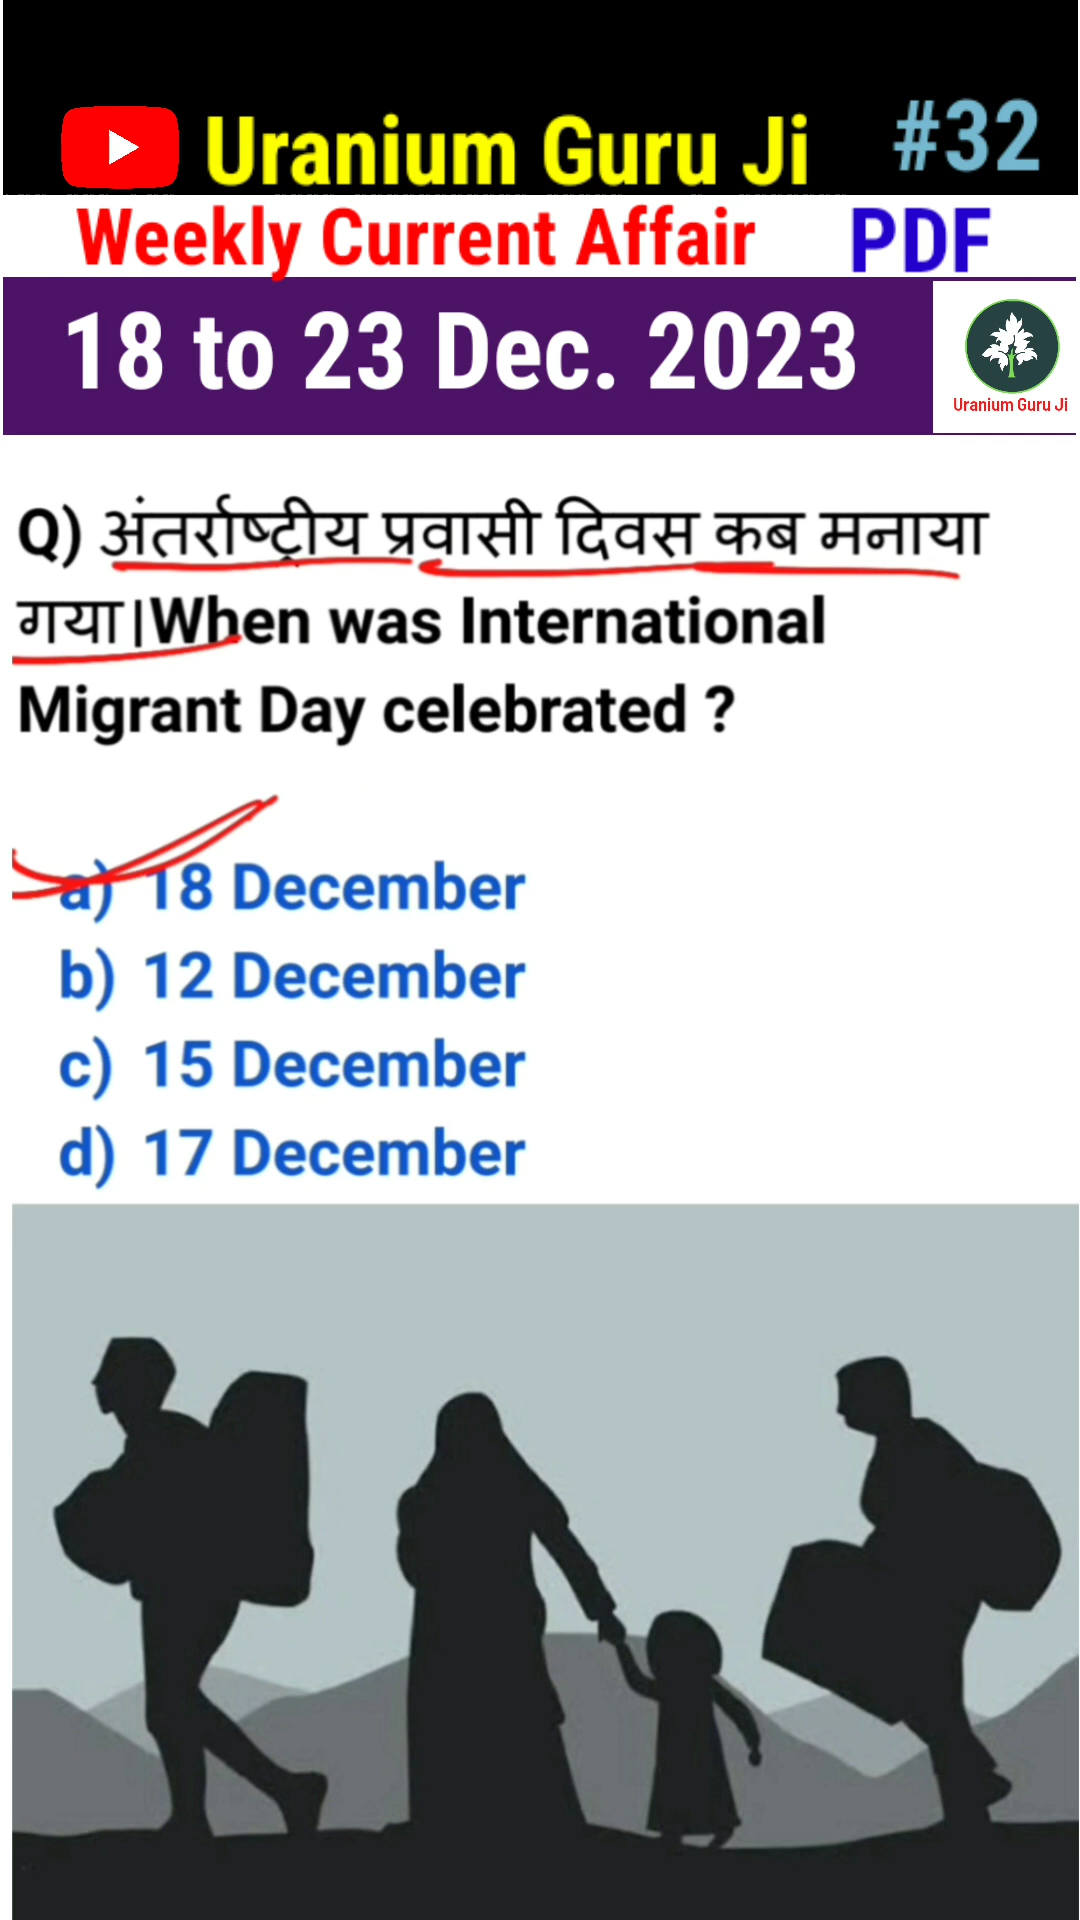 Uranium Guru Ji #32
Weekly Current Affair PDF
18 to 23 Dec. 2023
Uranium Guru Ji
Q) अंतर्राष्ट्रीय प्रवासी दिवस कब मनाया
गया|When was International
Migrant Day celebrated ?
a) 18 December
b) 12 December
c) 15 December
d) 17 December